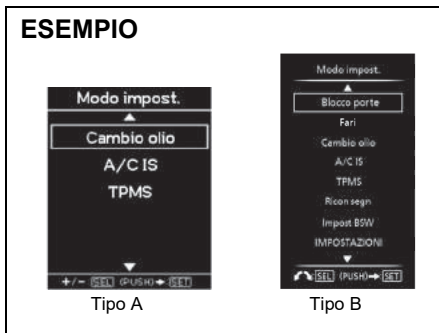 ESEMPIO
Modo impost.
Cambio olio
A/C IS
TPMS
+/- SEL (PUSH) → SET
Tipo A
Modo impost.
Blocco porte
Fari
Cambio olio
A/C IS
TPMS
Ricon segn
Impost BSW
IMPOSTAZIONI
SEL (PUSH) → SET
Tipo B